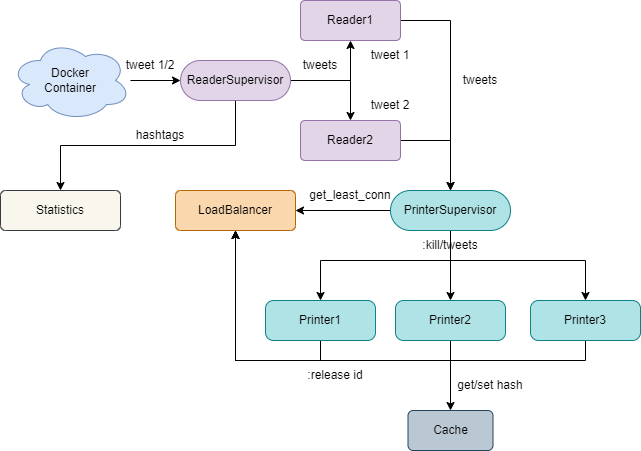 Reader1
Docker
Container
tweet 1/2
ReaderSupervisor
tweets
tweet 1
tweets
tweet 2
hashtags
Reader2
Statistics
LoadBalancer
get_least_conn
PrinterSupervisor
:kill/tweets
Printer1
Printer2
Printer3
:release id
get/set hash
Cache